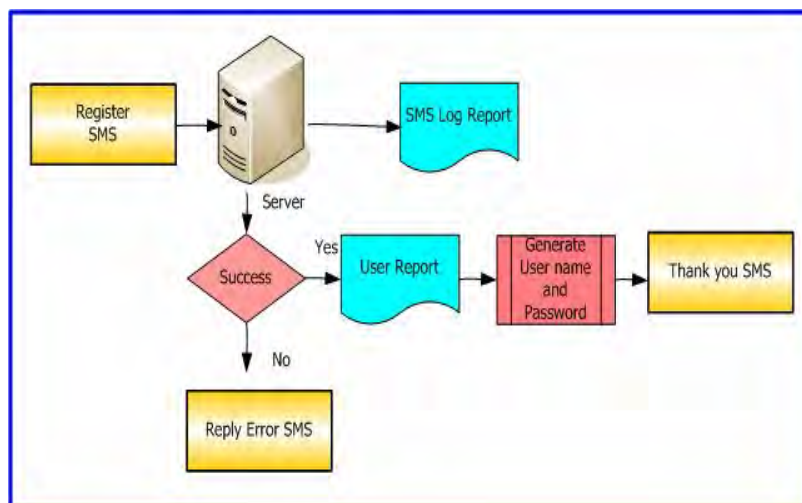 Register
SMS
SMS Log Report
Server
Success
Yes
User Report
Generate
User name
and
Password
Thank you SMS
No
Reply Error SMS